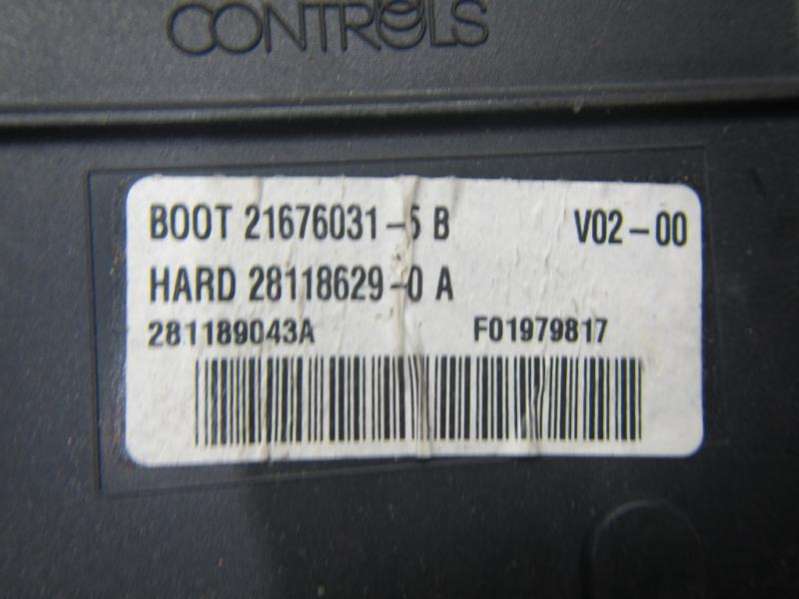 CONTROLS
BOOT 21676031-5 B V02-00
HARD 28118629-0 A
281189043A F01979817